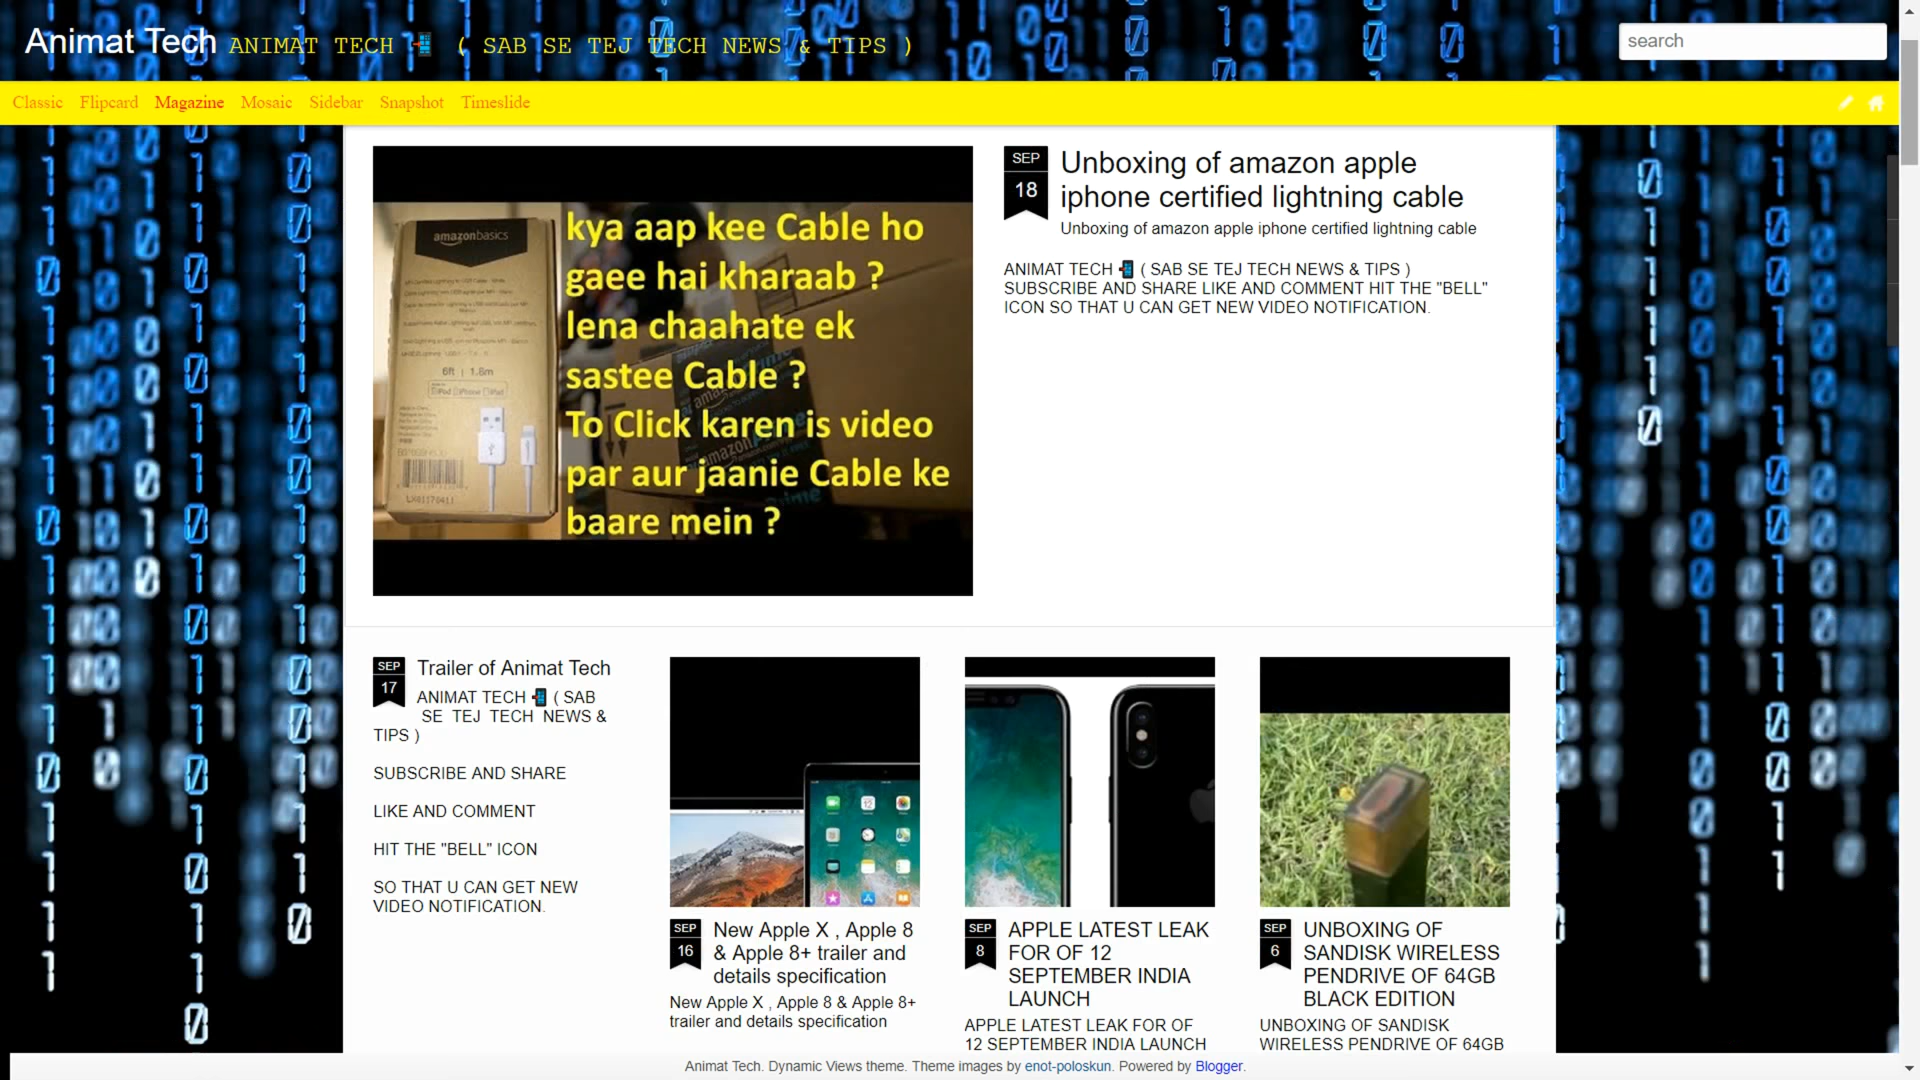 Animat Tech ANIMAT TECH 📲 ( SAB SE TEJ TECH NEWS & TIPS )
search
Classic Flipcard Magazine Mosaic Sidebar Snapshot Timeslide
amazonbasics
6ft | 1.8m
kya aap kee Cable ho
gaee hai kharaab ?
lena chaahate ek
sastee Cable ?
To Click karen is video
par aur jaanie Cable ke
baare mein ?
SEP
18
Unboxing of amazon apple
iphone certified lightning cable
Unboxing of amazon apple iphone certified lightning cable
ANIMAT TECH 📲 ( SAB SE TEJ TECH NEWS & TIPS )
SUBSCRIBE AND SHARE LIKE AND COMMENT HIT THE "BELL"
ICON SO THAT U CAN GET NEW VIDEO NOTIFICATION.
SEP
17
Trailer of Animat Tech
ANIMAT TECH 📲 ( SAB
SE TEJ TECH NEWS &
TIPS )
SUBSCRIBE AND SHARE
LIKE AND COMMENT
HIT THE "BELL" ICON
SO THAT U CAN GET NEW
VIDEO NOTIFICATION.
SEP
16
New Apple X , Apple 8
& Apple 8+ trailer and
details specification
New Apple X , Apple 8 & Apple 8+
trailer and details specification
SEP
8
APPLE LATEST LEAK
FOR OF 12
SEPTEMBER INDIA
LAUNCH
APPLE LATEST LEAK FOR OF
12 SEPTEMBER INDIA LAUNCH
SEP
6
UNBOXING OF
SANDISK WIRELESS
PENDRIVE OF 64GB
BLACK EDITION
UNBOXING OF SANDISK
WIRELESS PENDRIVE OF 64GB
Animat Tech. Dynamic Views theme. Theme images by enot-poloskun. Powered by Blogger.